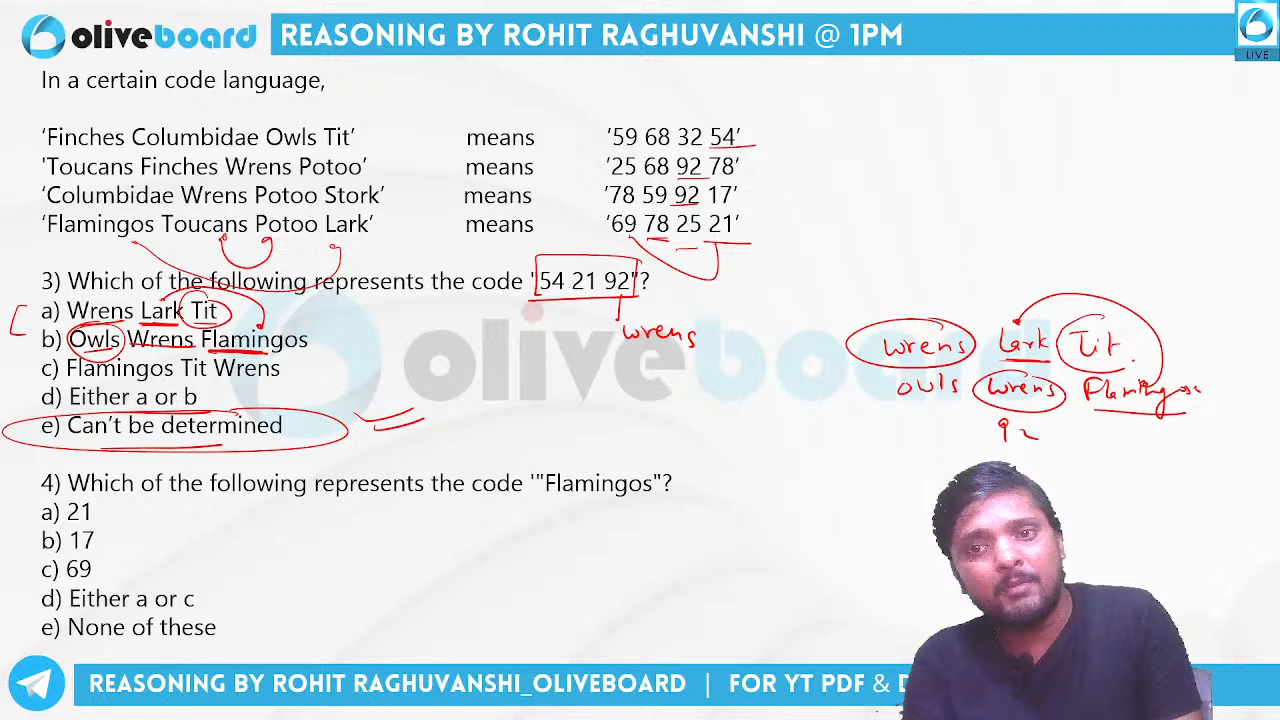 oliveboard REASONING BY ROHIT RAGHUVANSHI @ 1PM
LIVE
In a certain code language,
‘Finches Columbidae Owls Tit’ means ‘59 68 32 54’
'Toucans Finches Wrens Potoo’ means ‘25 68 92 78’
‘Columbidae Wrens Potoo Stork’ means ‘78 59 92 17’
‘Flamingos Toucans Potoo Lark’ means ‘69 78 25 21’
3) Which of the following represents the code '54 21 92"?
a) Wrens Lark Tit
b) Owls Wrens Flamingos
wrens
wrens Lark Tit
c) Flamingos Tit Wrens
owls wrens Flamingos
d) Either a or b
e) Can’t be determined
92
oliveboard
4) Which of the following represents the code '"Flamingos"?
a) 21
b) 17
c) 69
d) Either a or c
e) None of these
REASONING BY ROHIT RAGHUVANSHI_OLIVEBOARD | FOR YT PDF &